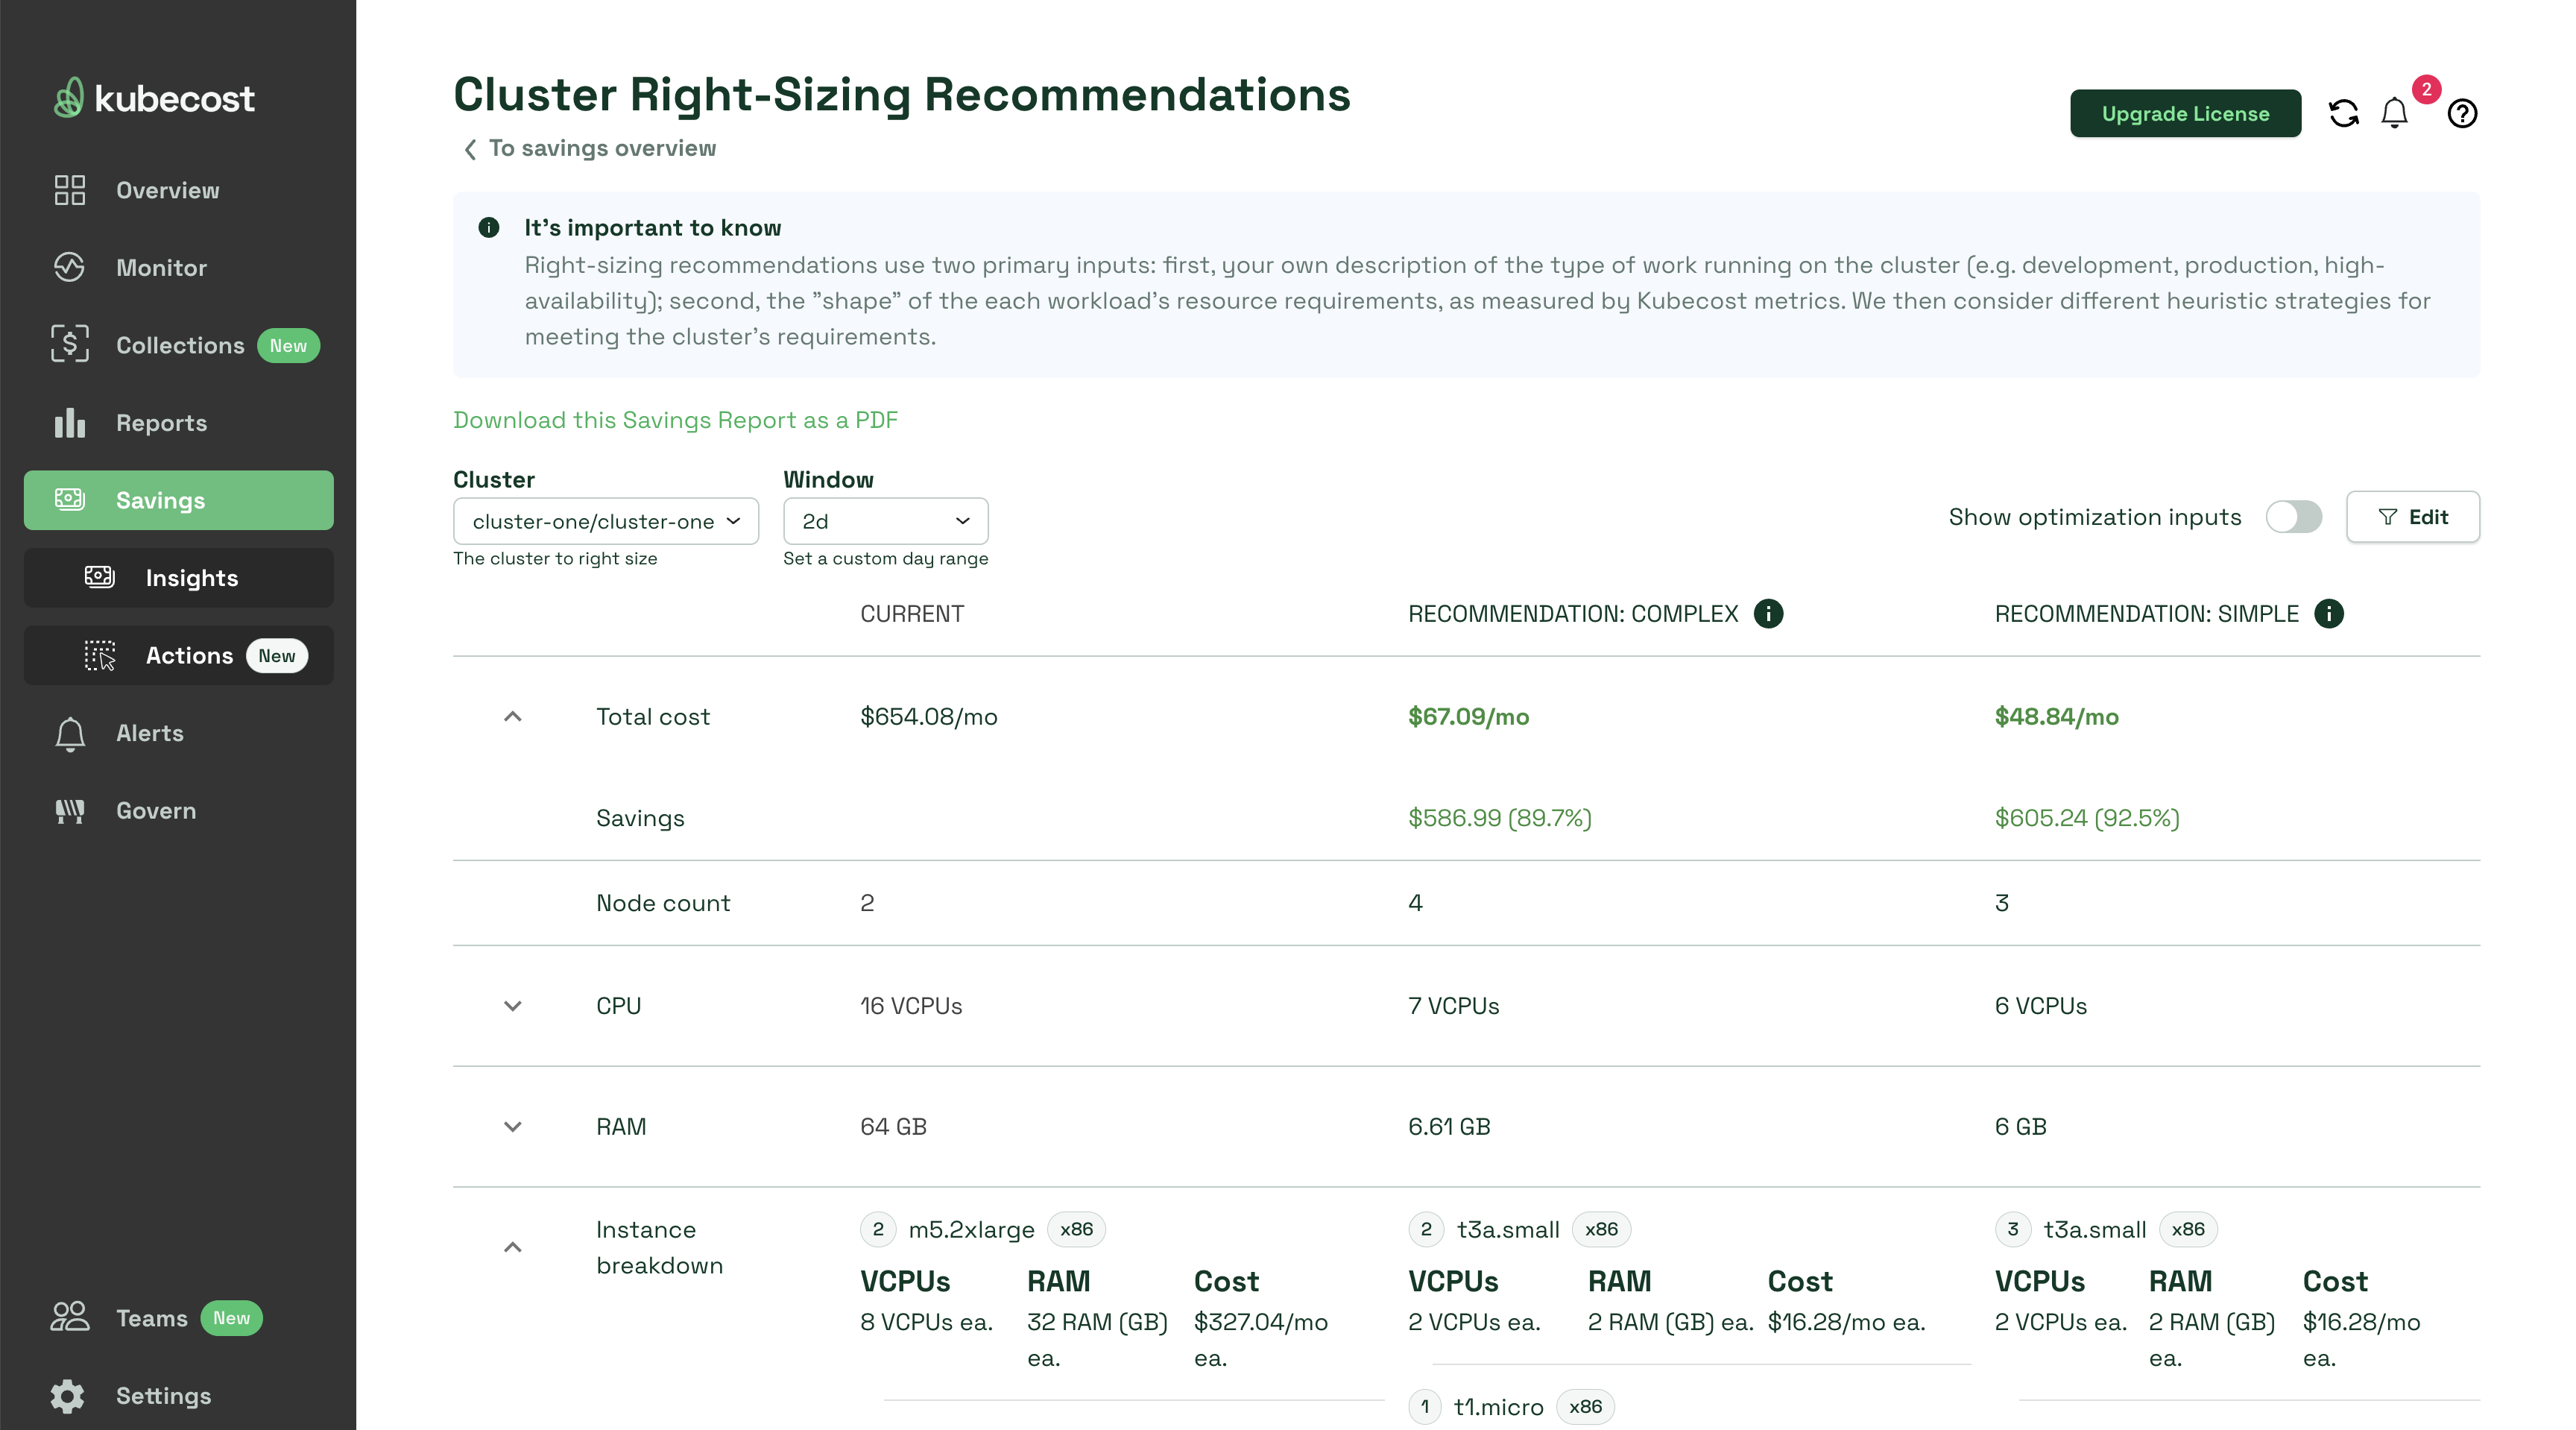 kubecost
Overview
Monitor
Collections New
Reports
Savings
Insights
Actions New
Alerts
Govern
Teams New
Settings
Cluster Right-Sizing Recommendations
To savings overview
Upgrade License
2
It's important to know
Right-sizing recommendations use two primary inputs: first, your own description of the type of work running on the cluster (e.g. development, production, high-
availability); second, the ”shape” of the each workload's resource requirements, as measured by Kubecost metrics. We then consider different heuristic strategies for
meeting the cluster's requirements.
Download this Savings Report as a PDF
Cluster Window
cluster-one/cluster-one 2d
The cluster to right size Set a custom day range
Show optimization inputs Edit
CURRENT RECOMMENDATION: COMPLEX RECOMMENDATION: SIMPLE
Total cost $654.08/mo $67.09/mo $48.84/mo
Savings $586.99 (89.7%) $605.24 (92.5%)
Node count 2 4 3
CPU 16 VCPUs 7 VCPUs 6 VCPUs
RAM 64 GB 6.61 GB 6 GB
Instance
breakdown
2 m5.2xlarge x86
VCPUs RAM Cost
8 VCPUs ea. 32 RAM (GB) $327.04/mo
ea. ea.
2 t3a.small x86
VCPUs RAM Cost
2 VCPUs ea. 2 RAM (GB) ea. $16.28/mo ea.
1 t1.micro x86
3 t3a.small x86
VCPUs RAM Cost
2 VCPUs ea. 2 RAM (GB) $16.28/mo
ea. ea.